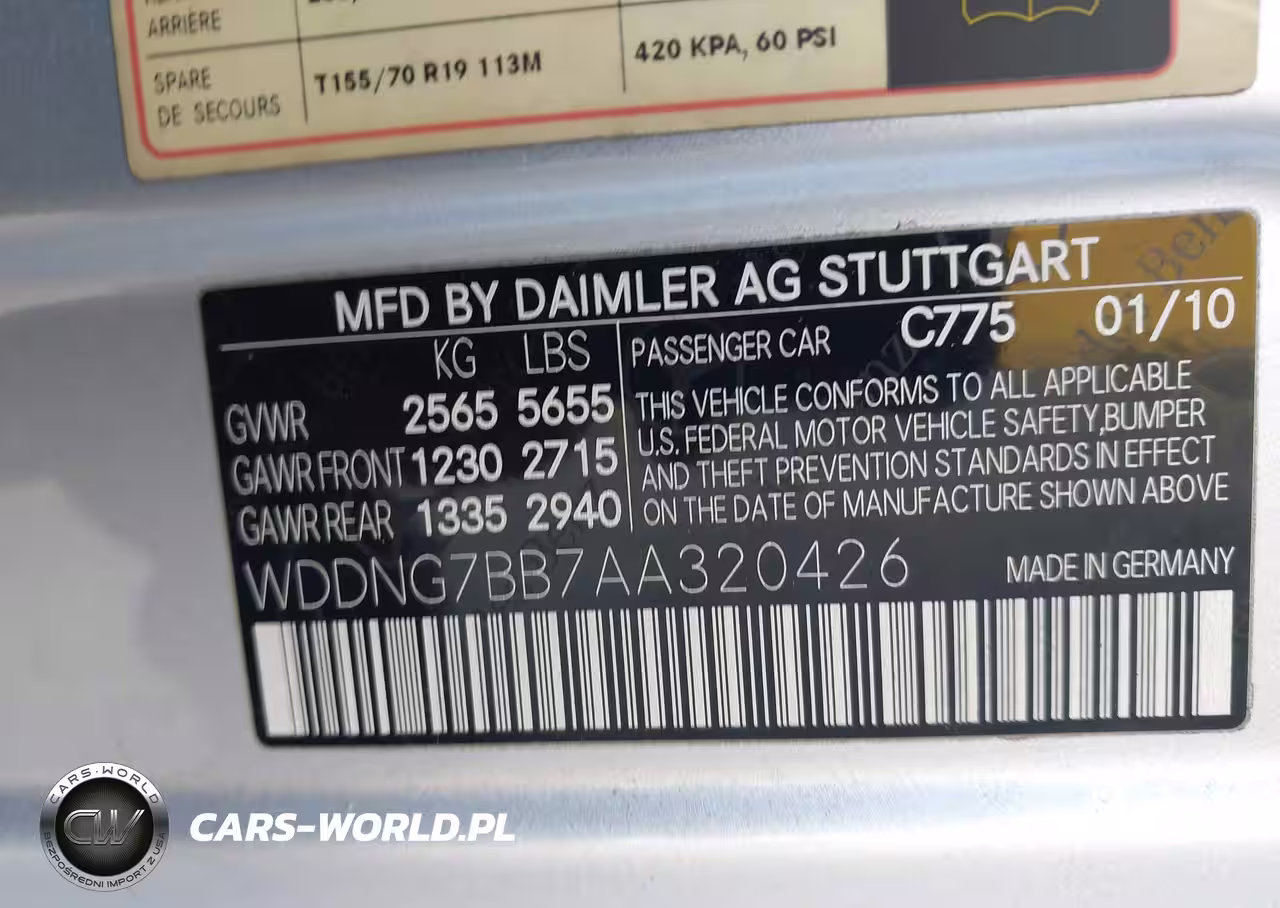 ARRIÈRE
SPARE
DE SECOURS
T155/70 R19 113M
420 KPA, 60 PSI
MFD BY DAIMLER AG STUTTGART
KG LBS
GVWR 2565 5655
GAWR FRONT 1230 2715
GAWR REAR 1335 2940
PASSENGER CAR C775 01/10
THIS VEHICLE CONFORMS TO ALL APPLICABLE
U.S. FEDERAL MOTOR VEHICLE SAFETY,BUMPER
AND THEFT PREVENTION STANDARDS IN EFFECT
ON THE DATE OF MANUFACTURE SHOWN ABOVE
WDDNG7BB7AA320426
MADE IN GERMANY
CARS-WORLD
CW
BEZPOŚREDNI IMPORT Z USA
CARS-WORLD.PL